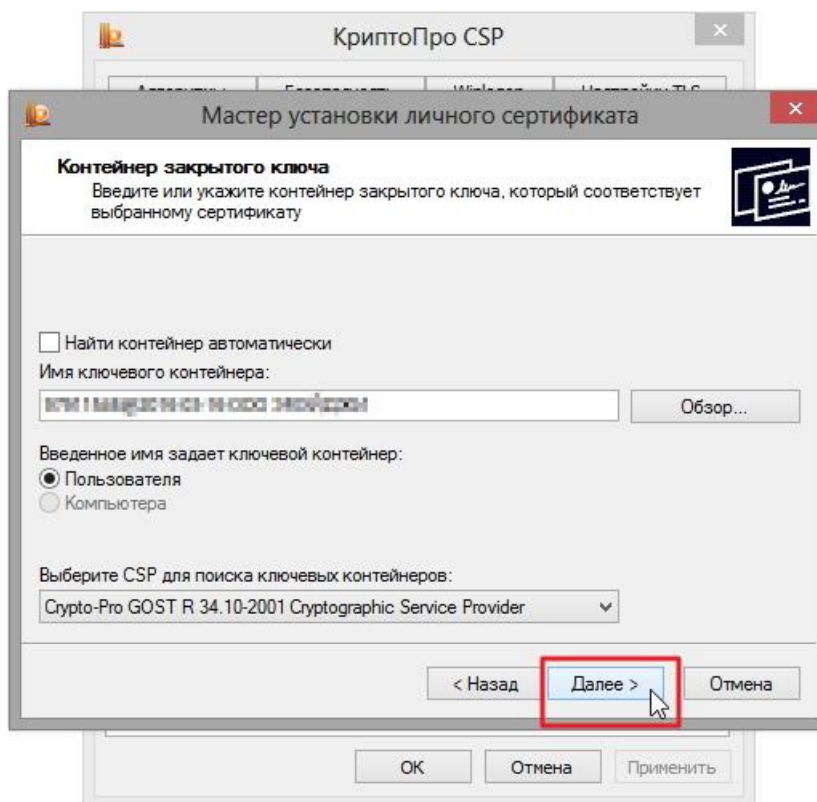 КриптоПро CSP
Мастер установки личного сертификата
Контейнер закрытого ключа
Введите или укажите контейнер закрытого ключа, который соответствует
выбранному сертификату
Найти контейнер автоматически
Имя ключевого контейнера:
Обзор...
Введенное имя задает ключевой контейнер:
Пользователя
Компьютера
Выберите CSP для поиска ключевых контейнеров:
Crypto-Pro GOST R 34.10-2001 Cryptographic Service Provider
< Назад Далее > Отмена
ОК Отмена Применить